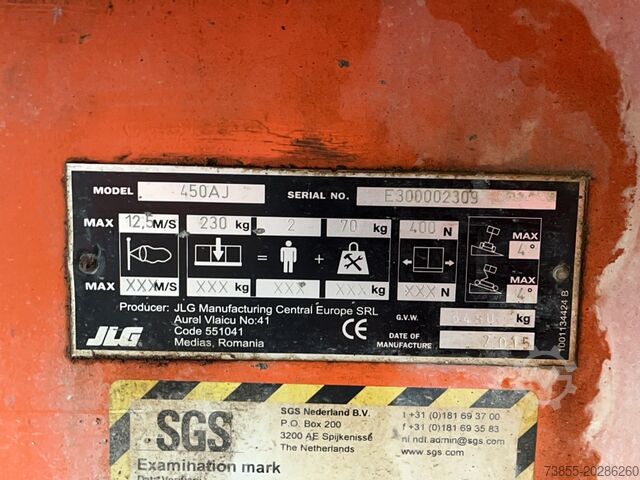 MODEL 450AJ SERIAL NO. E300002309
MAX 12,5 M/S 230 kg 2 70 kg 400 N MAX 4°
= +
MAX XXX M/S XXX kg XXX XXX kg XXX N MAX 4°
Producer: JLG Manufacturing Central Europe SRL
Aurel Vlaicu No:41
Code 551041
Medias, Romania
JLG
CE
G.V.W. kg
DATE OF MANUFACTURE 2015
1001134424 B
SGS
SGS Nederland B.V.
P.O. Box 200
3200 AE Spijkenisse
The Netherlands
t +31 (0)181 69 37 00
f +31 (0)181 69 35 83
nl.ndt.admin@sgs.com
www.sgs.com
Examination mark
73855-20286260